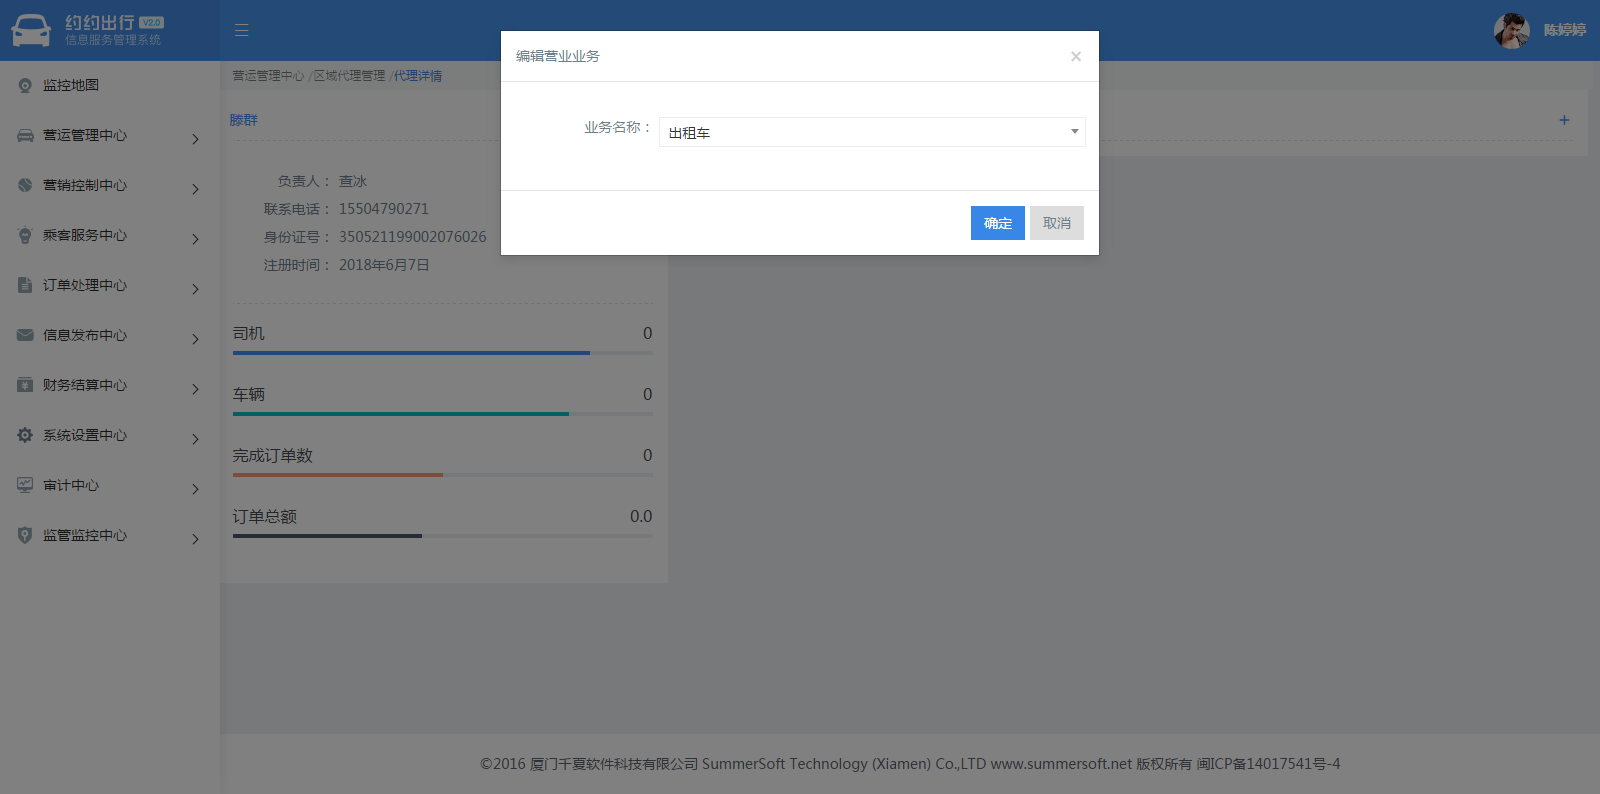 约约出行 V2.0
信息服务管理系统
陈婷婷
监控地图
营运管理中心
营销控制中心
乘客服务中心
订单处理中心
信息发布中心
财务结算中心
系统设置中心
审计中心
监管监控中心
营运管理中心 /区域代理管理 /代理详情
滕群
+
负责人： 查冰
联系电话： 15504790271
身份证号： 350521199002076026
注册时间： 2018年6月7日
司机 0
车辆 0
完成订单数 0
订单总额 0.0
编辑营业业务 ×
业务名称： 出租车
确定 取消
©2016 厦门千夏软件科技有限公司 SummerSoft Technology (Xiamen) Co.,LTD www.summersoft.net 版权所有 闽ICP备14017541号-4